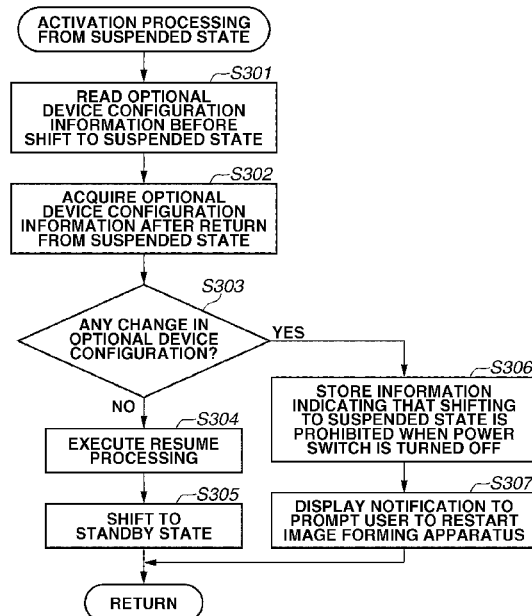 ACTIVATION PROCESSING
FROM SUSPENDED STATE
S301
READ OPTIONAL
DEVICE CONFIGURATION
INFORMATION BEFORE
SHIFT TO SUSPENDED STATE
S302
ACQUIRE OPTIONAL
DEVICE CONFIGURATION
INFORMATION AFTER RETURN
FROM SUSPENDED STATE
S303
ANY CHANGE IN
OPTIONAL DEVICE
CONFIGURATION?
YES
NO
S304
EXECUTE RESUME
PROCESSING
S305
SHIFT TO
STANDBY STATE
S306
STORE INFORMATION
INDICATING THAT SHIFTING
TO SUSPENDED STATE IS
PROHIBITED WHEN POWER
SWITCH IS TURNED OFF
S307
DISPLAY NOTIFICATION TO
PROMPT USER TO RESTART
IMAGE FORMING APPARATUS
RETURN